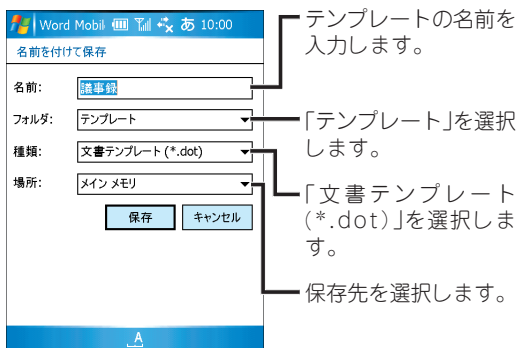 Word Mobil あ 10:00
名前を付けて保存
名前: 議事録
フォルダ: テンプレート
種類: 文書テンプレート (*.dot)
場所: メイン メモリ
保存 キャンセル
A
テンプレートの名前を
入力します。
「テンプレート」を選択
します。
「文書テンプレート
(*.dot)」を選択しま
す。
保存先を選択します。